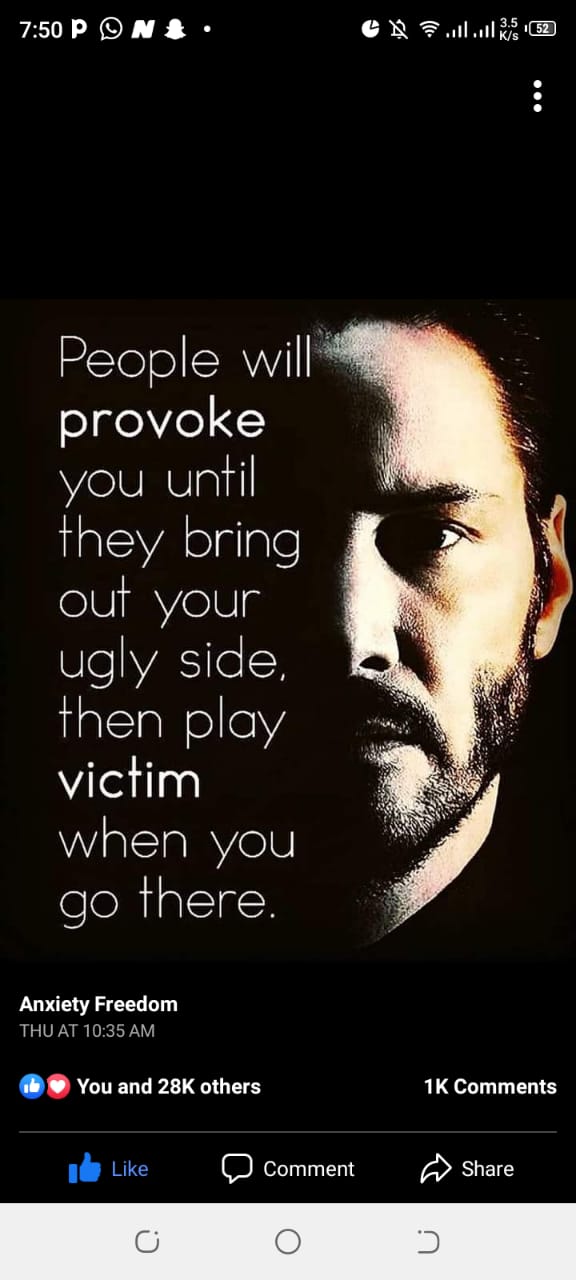 7:50
3.5
K/s
52
People will
provoke
you until
they bring
out your
ugly side,
then play
victim
when you
go there.
Anxiety Freedom
THU AT 10:35 AM
You and 28K others 1K Comments
Like Comment Share